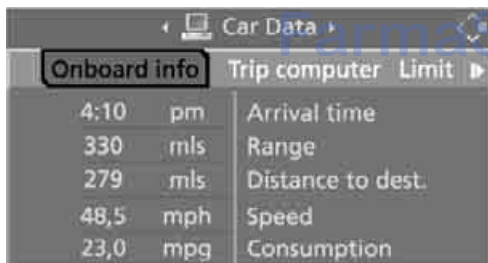 Car Data
Onboard info Trip computer Limit
4:10 pm Arrival time
330 mls Range
279 mls Distance to dest.
48,5 mph Speed
23,0 mpg Consumption